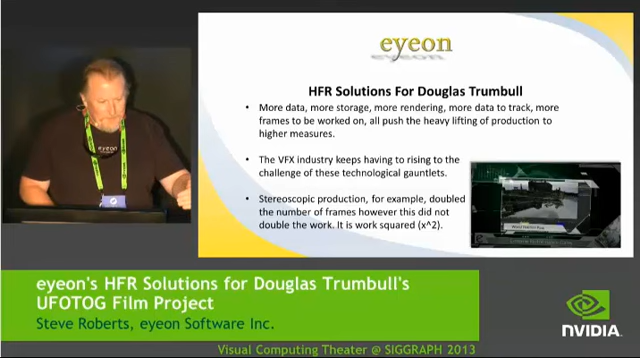 eyeon
HFR Solutions For Douglas Trumbull
• More data, more storage, more rendering, more data to track, more
frames to be worked on, all push the heavy lifting of production to
higher measures.
• The VFX industry keeps having to rising to the
challenge of these technological gauntlets.
• Stereoscopic production, for example, doubled
the number of frames however this did not
double the work. It is work squared (x^2).
eyeon
eyeon's HFR Solutions for Douglas Trumbull's
UFOTOG Film Project
Steve Roberts, eyeon Software Inc.
NVIDIA
Visual Computing Theater @ SIGGRAPH 2013